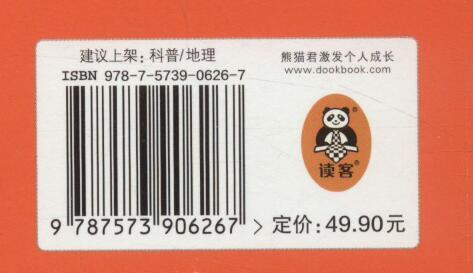 建议上架：科普/地理
ISBN 978-7-5739-0626-7
熊猫君激发个人成长
www.dookbook.com
读客®
9 787573 906267 >
定价：49.90元